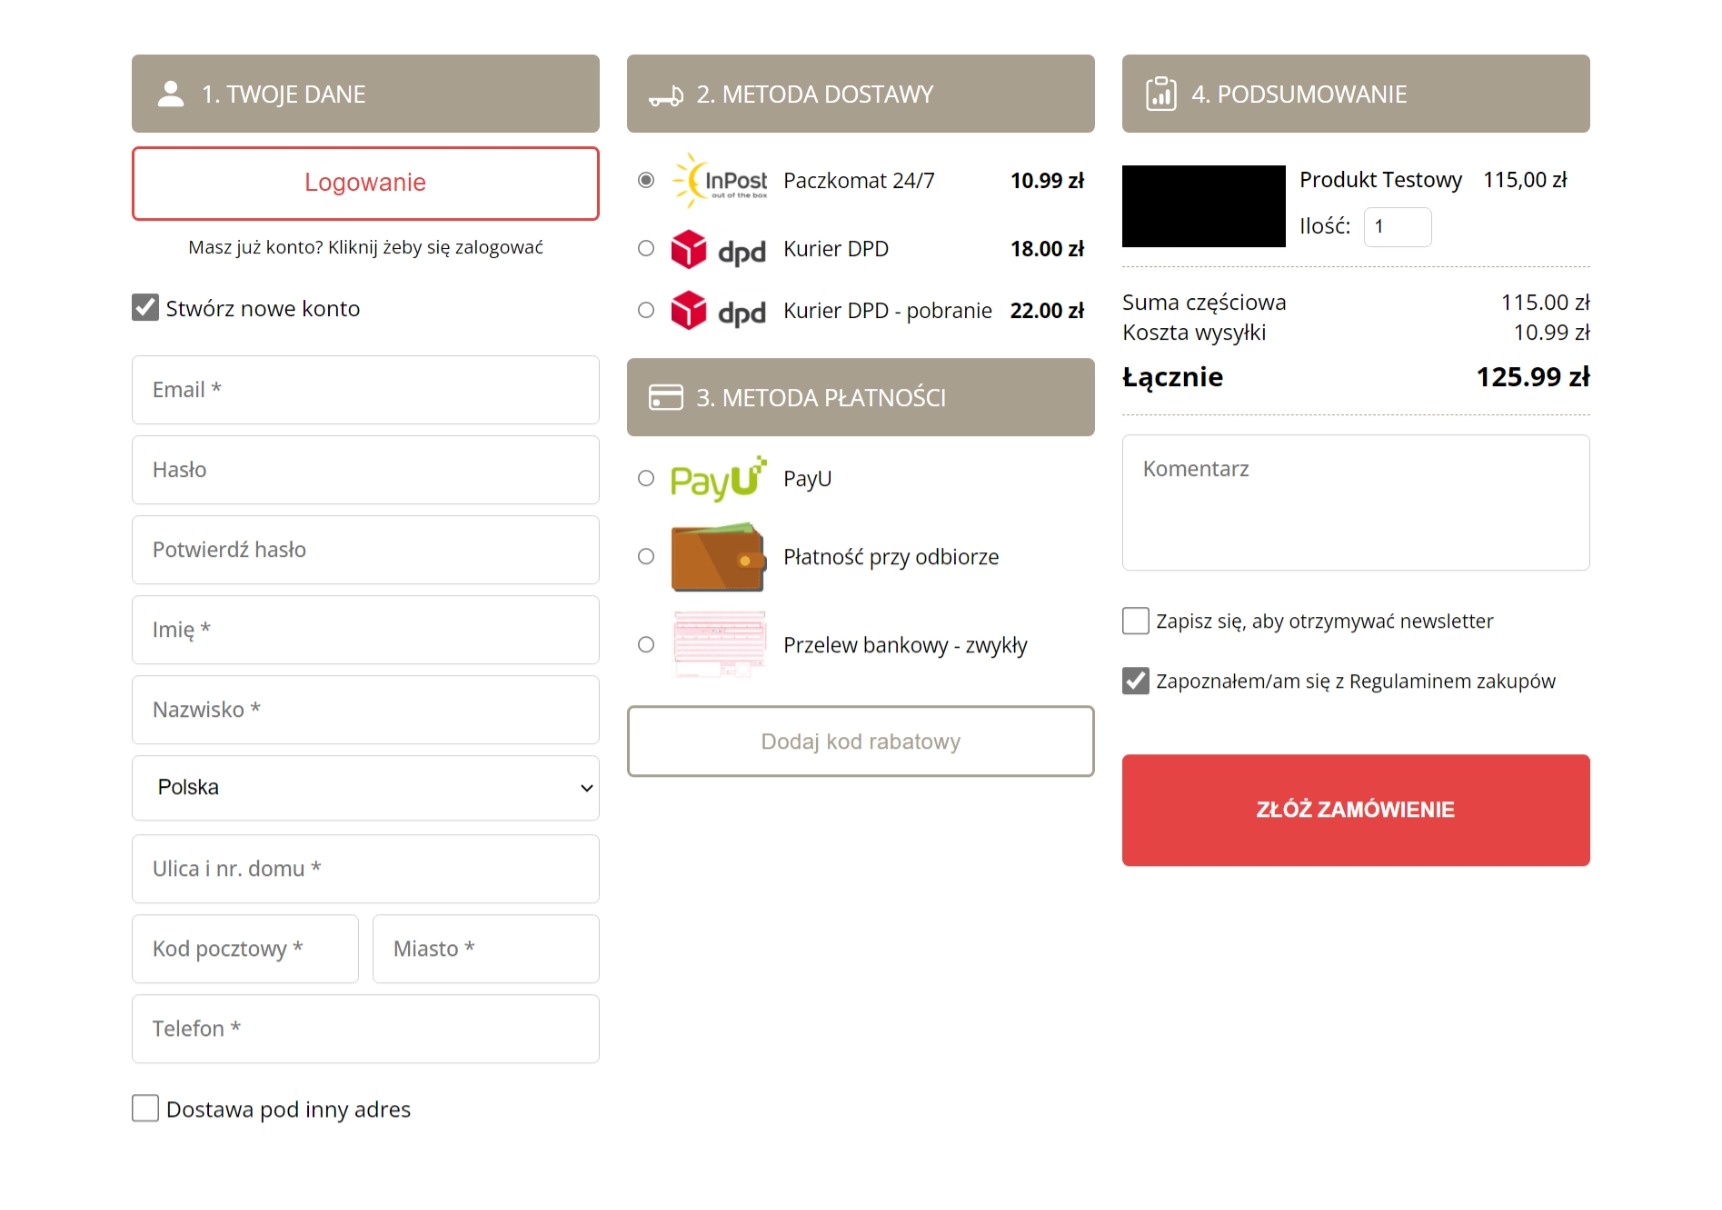 1. TWOJE DANE
Logowanie
Masz już konto? Kliknij żeby się zalogować
Stwórz nowe konto
Email *
Hasło
Potwierdź hasło
Imię *
Nazwisko *
Polska
Ulica i nr. domu *
Kod pocztowy *
Miasto *
Telefon *
Dostawa pod inny adres
2. METODA DOSTAWY
InPost
out of the box
Paczkomat 24/7 10.99 zł
dpd Kurier DPD 18.00 zł
dpd Kurier DPD - pobranie 22.00 zł
3. METODA PŁATNOŚCI
PayU PayU
Płatność przy odbiorze
Przelew bankowy - zwykły
Dodaj kod rabatowy
4. PODSUMOWANIE
Produkt Testowy 115,00 zł
Ilość: 1
Suma częściowa 115.00 zł
Koszta wysyłki 10.99 zł
Łącznie 125.99 zł
Komentarz
Zapisz się, aby otrzymywać newsletter
Zapoznałem/am się z Regulaminem zakupów
ZŁÓŻ ZAMÓWIENIE